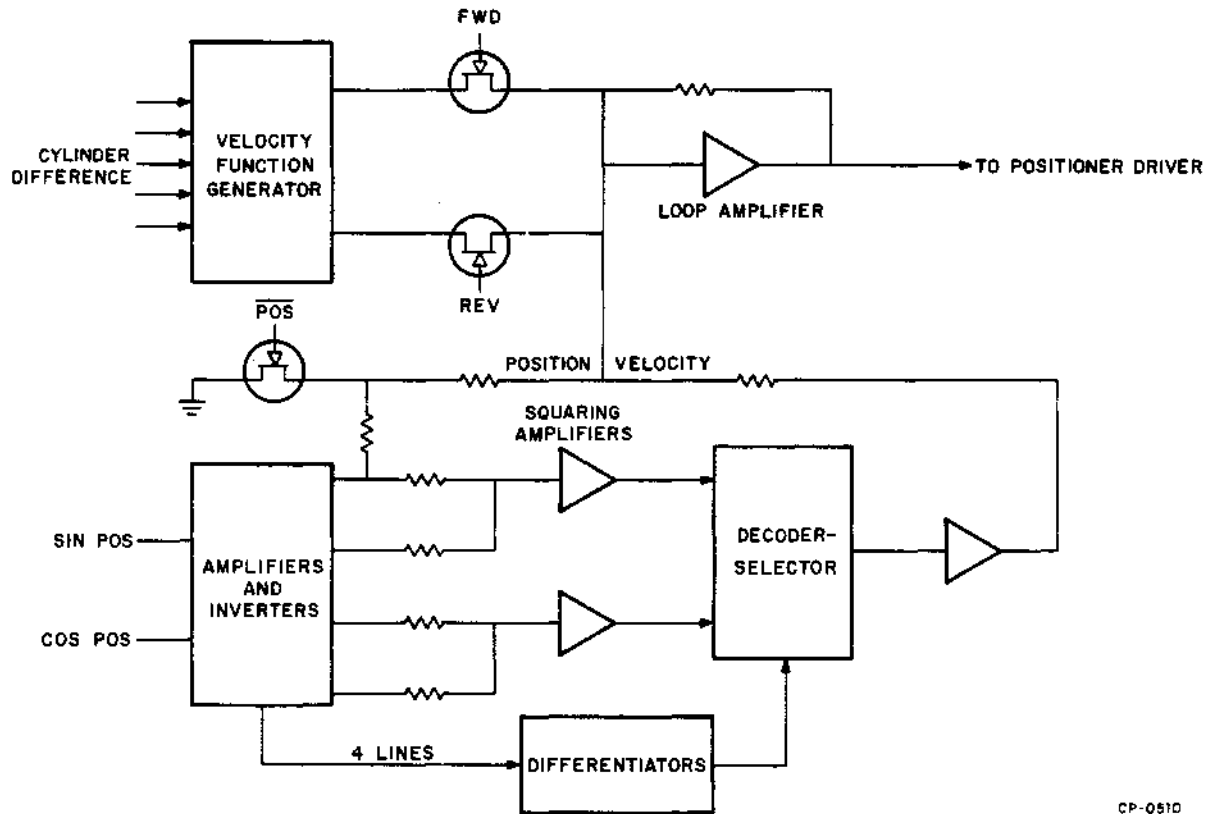 FWD
CYLINDER
DIFFERENCE
VELOCITY
FUNCTION
GENERATOR
TO POSITIONER DRIVER
LOOP AMPLIFIER
REV
POS
POSITION VELOCITY
SQUARING
AMPLIFIERS
SIN POS
COS POS
AMPLIFIERS
AND
INVERTERS
DECODER-
SELECTOR
4 LINES
DIFFERENTIATORS
CP-0510